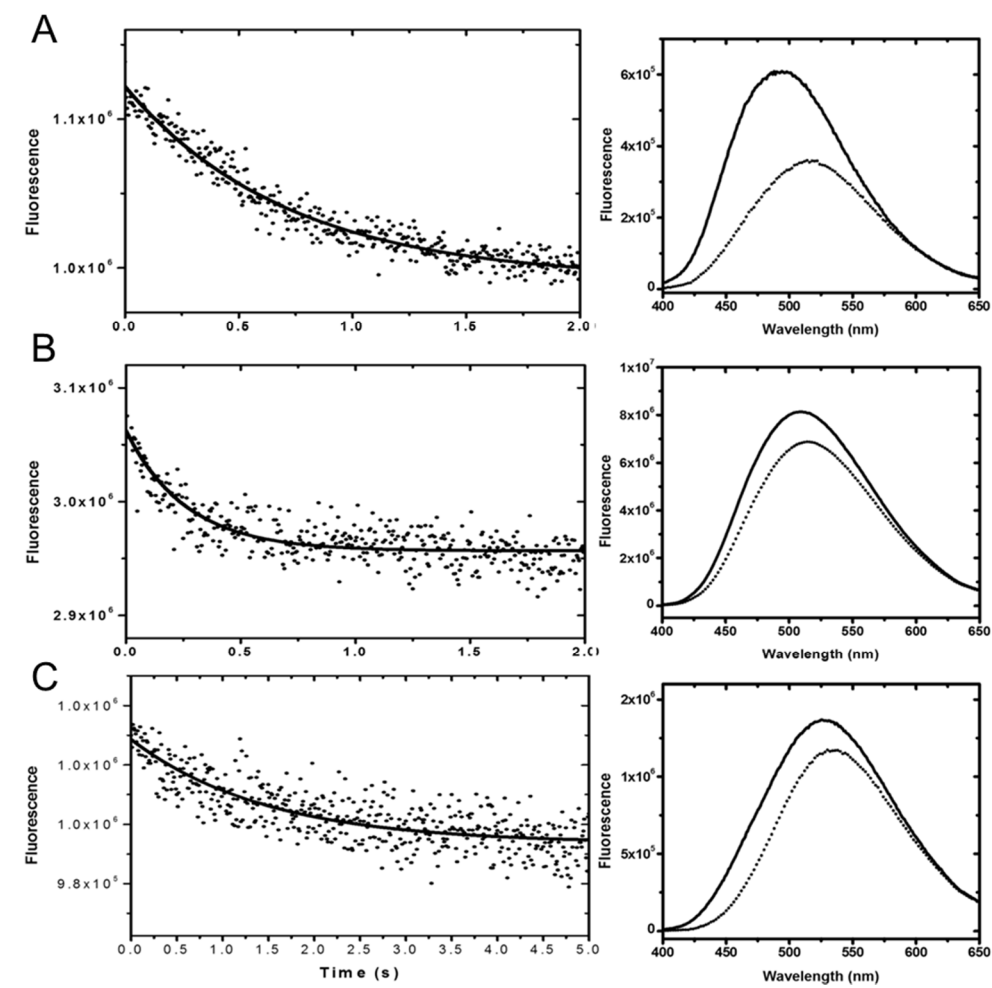 A
Fluorescence
1.1x10⁶
1.0x10⁶
0.0 0.5 1.0 1.5 2.0
Fluorescence
6x10⁵
4x10⁵
2x10⁵
0
400 450 500 550 600 650
Wavelength (nm)
B
Fluorescence
3.1x10⁶
3.0x10⁶
2.9x10⁶
0.0 0.5 1.0 1.5 2.0
Fluorescence
1x10⁷
8x10⁶
6x10⁶
4x10⁶
2x10⁶
0
400 450 500 550 600 650
Wavelength (nm)
C
Fluorescence
1.0x10⁶
1.0x10⁶
1.0x10⁶
9.8x10⁵
0.0 0.5 1.0 1.5 2.0 2.5 3.0 3.5 4.0 4.5 5.0
Time (s)
Fluorescence
2x10⁶
1x10⁶
5x10⁵
0
400 450 500 550 600 650
Wavelength (nm)